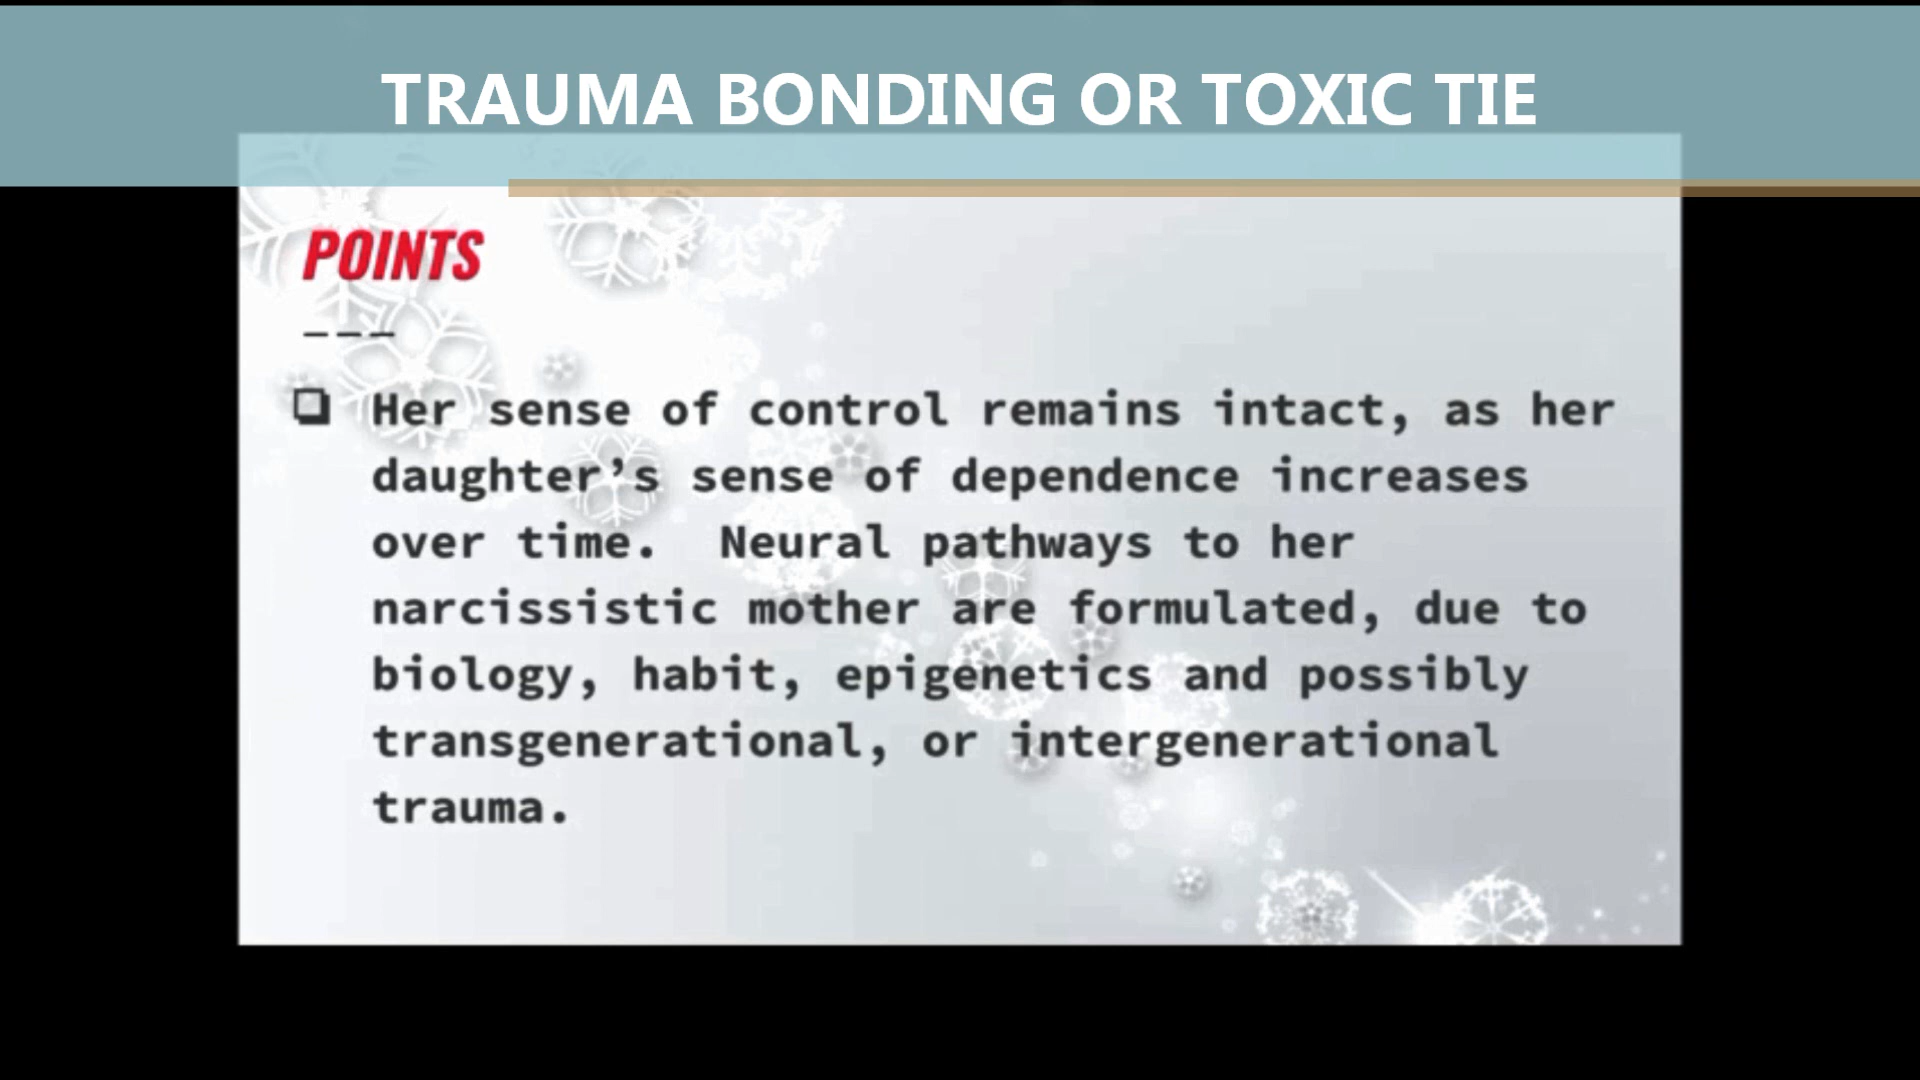 TRAUMA BONDING OR TOXIC TIE
POINTS
---
❏ Her sense of control remains intact, as her
daughter’s sense of dependence increases
over time.  Neural pathways to her
narcissistic mother are formulated, due to
biology, habit, epigenetics and possibly
transgenerational, or intergenerational
trauma.